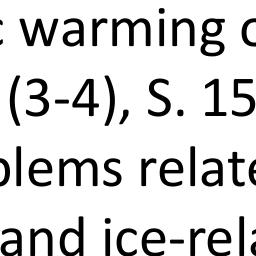 c warming o
(3-4), S. 15
blems relate
and ice-rela